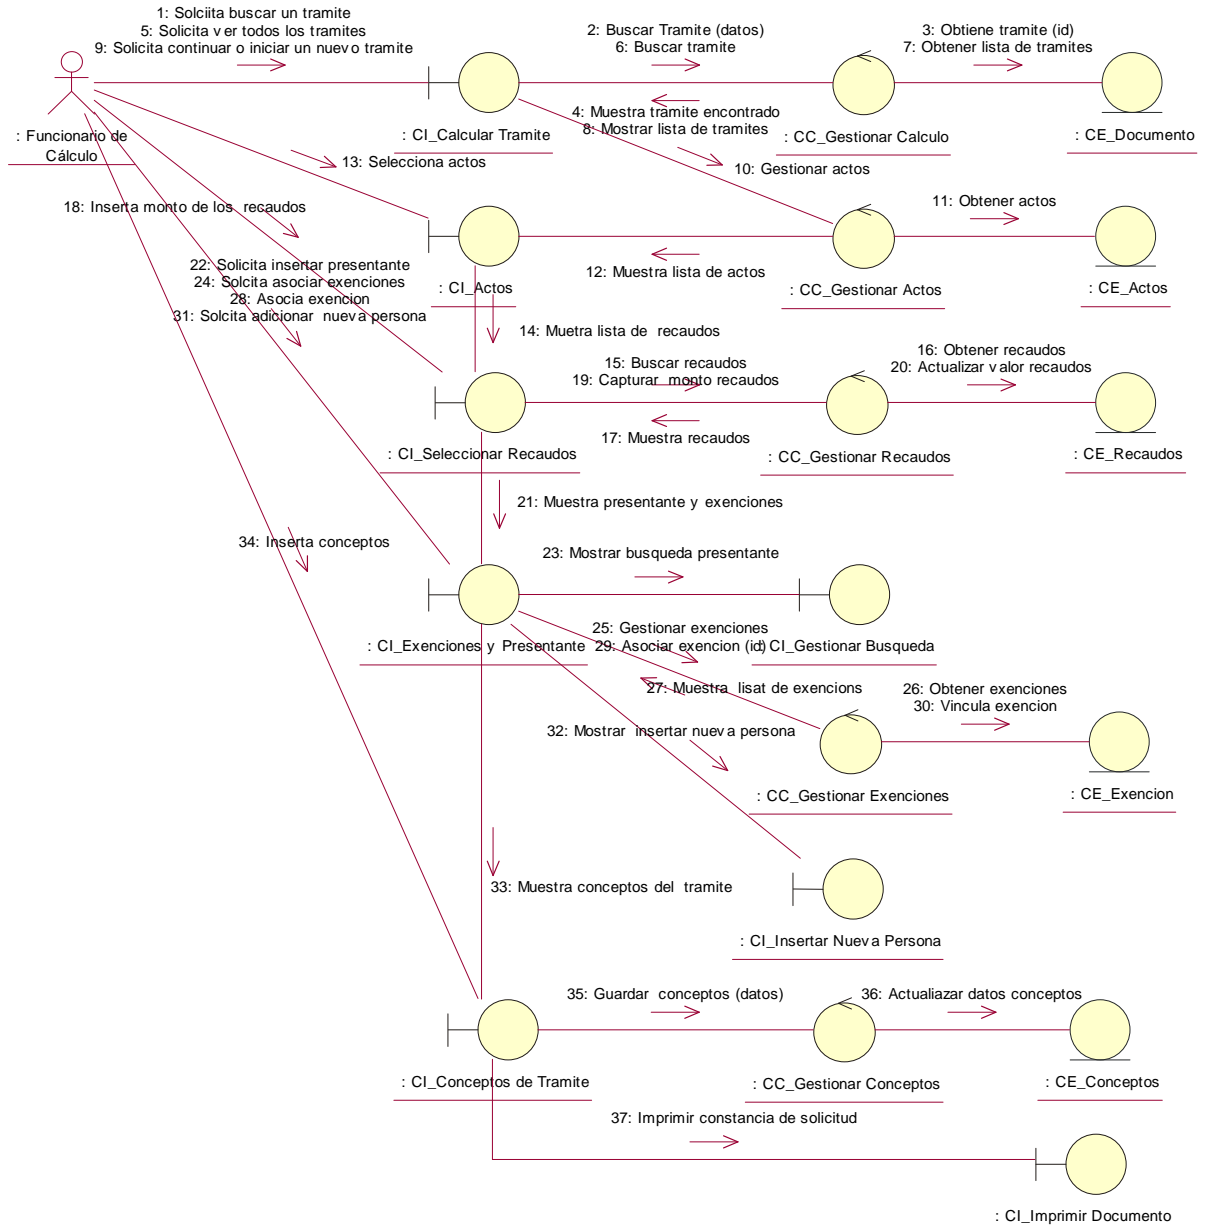 1: Solciita buscar un tramite
5: Solicita ver todos los tramites
9: Solicita continuar o iniciar un nuevo tramite
2: Buscar Tramite (datos)
6: Buscar tramite
3: Obtiene tramite (id)
7: Obtener lista de tramites
4: Muestra tramite encontrado
8: Mostrar lista de tramites
: Funcionario de
Cálculo
: CI_Calcular Tramite
: CC_Gestionar Calculo
: CE_Documento
13: Selecciona actos
10: Gestionar actos
18: Inserta monto de los recaudos
11: Obtener actos
12: Muestra lista de actos
22: Solicita insertar presentante
24: Solcita asociar exenciones
28: Asocia exencion
31: Solcita adicionar nueva persona
: CI_Actos
: CC_Gestionar Actos
: CE_Actos
14: Muetra lista de recaudos
15: Buscar recaudos
19: Capturar monto recaudos
16: Obtener recaudos
20: Actualizar valor recaudos
17: Muestra recaudos
: CI_Seleccionar Recaudos
: CC_Gestionar Recaudos
: CE_Recaudos
21: Muestra presentante y exenciones
34: Inserta conceptos
23: Mostrar busqueda presentante
25: Gestionar exenciones
29: Asociar exencion (id)
: CI_Exenciones y Presentante
: CI_Gestionar Busqueda
27: Muestra lisat de exencions
26: Obtener exenciones
30: Vincula exencion
32: Mostrar insertar nueva persona
: CC_Gestionar Exenciones
: CE_Exencion
33: Muestra conceptos del tramite
: CI_Insertar Nueva Persona
35: Guardar conceptos (datos)
36: Actualiazar datos conceptos
: CI_Conceptos de Tramite
: CC_Gestionar Conceptos
: CE_Conceptos
37: Imprimir constancia de solicitud
: CI_Imprimir Documento